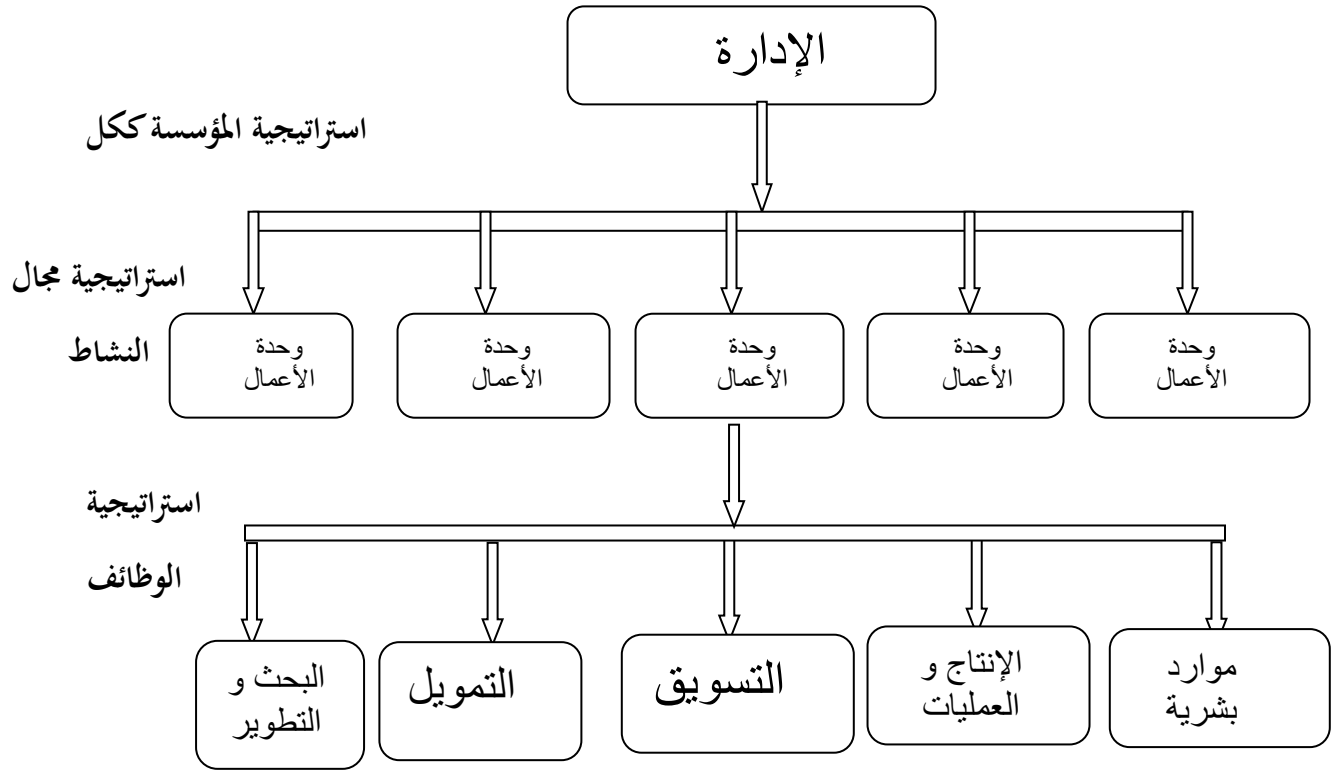 الإدارة
استراتيجية المؤسسة ككل
استراتيجية مجال
النشاط
وحدة
الأعمال
وحدة
الأعمال
وحدة
الأعمال
وحدة
الأعمال
وحدة
الأعمال
استراتيجية
الوظائف
موارد
بشرية
الإنتاج و
العمليات
التسويق
التمويل
البحث و
التطوير